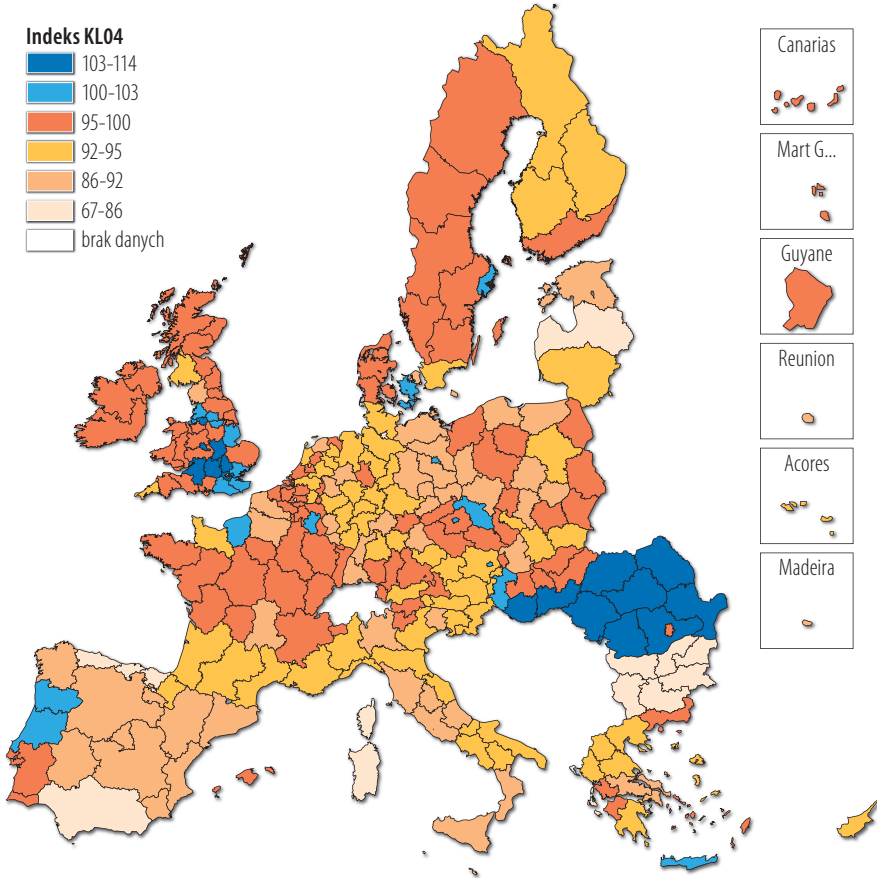 Indeks KL04
103-114
100-103
95-100
92-95
86-92
67-86
brak danych
Canarias
Mart G...
Guyane
Reunion
Acores
Madeira